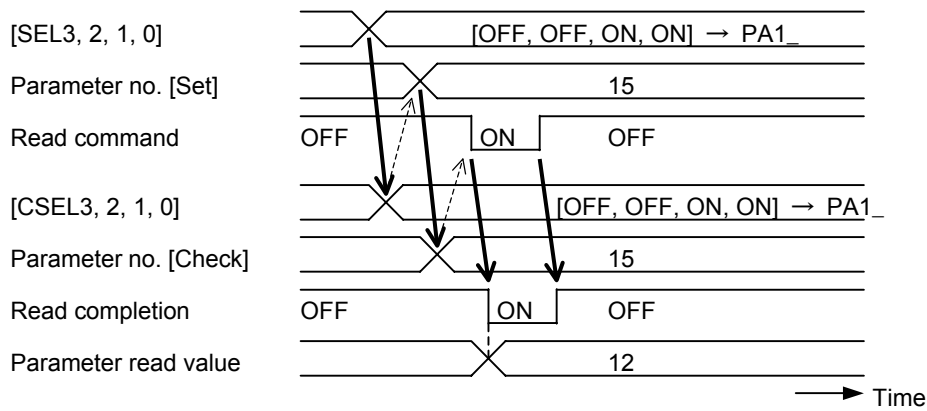 [SEL3, 2, 1, 0] [OFF, OFF, ON, ON] → PA1_
Parameter no. [Set] 15
Read command OFF ON OFF
[CSEL3, 2, 1, 0] [OFF, OFF, ON, ON] → PA1_
Parameter no. [Check] 15
Read completion OFF ON OFF
Parameter read value 12
Time